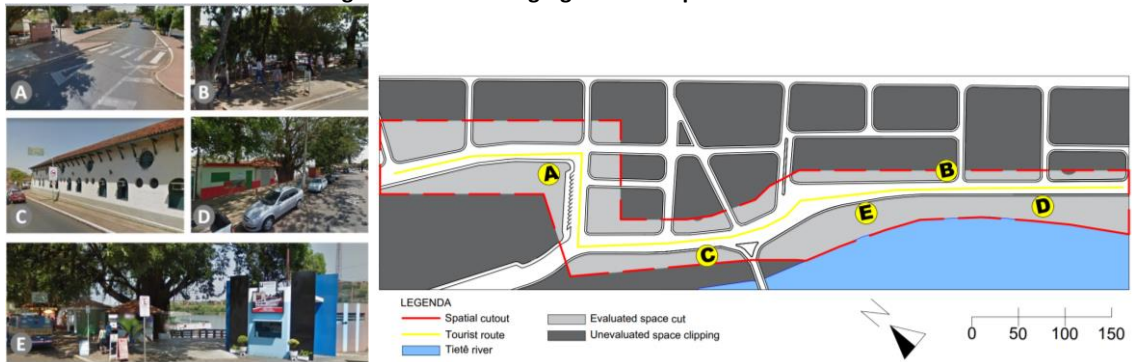 A
B
C
D
E
A
B
C
D
E
LEGENDA
Spatial cutout
Tourist route
Tietê river
Evaluated space cut
Unevaluated space clipping
0 50 100 150